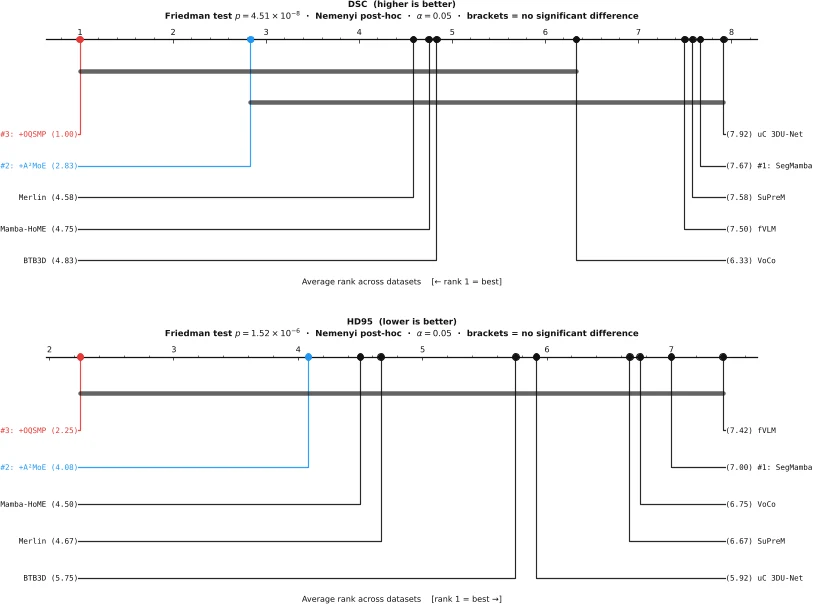 DSC (higher is better)
Friedman test p = 4.51 × 10⁻⁸ · Nemenyi post-hoc · α = 0.05 · brackets = no significant difference
1 2 3 4 5 6 7 8
#3: +OQSMP (1.00) (7.92) uC 3DU-Net
#2: +A²MoE (2.83) (7.67) #1: SegMamba
Merlin (4.58) (7.58) SuPreM
Mamba-HoME (4.75) (7.50) fVLM
BTB3D (4.83) (6.33) VoCo
Average rank across datasets [← rank 1 = best]
HD95 (lower is better)
Friedman test p = 1.52 × 10⁻⁶ · Nemenyi post-hoc · α = 0.05 · brackets = no significant difference
2 3 4 5 6 7
#3: +OQSMP (2.25) (7.42) fVLM
#2: +A²MoE (4.08) (7.00) #1: SegMamba
Mamba-HoME (4.50) (6.75) VoCo
Merlin (4.67) (6.67) SuPreM
BTB3D (5.75) (5.92) uC 3DU-Net
Average rank across datasets [rank 1 = best →]